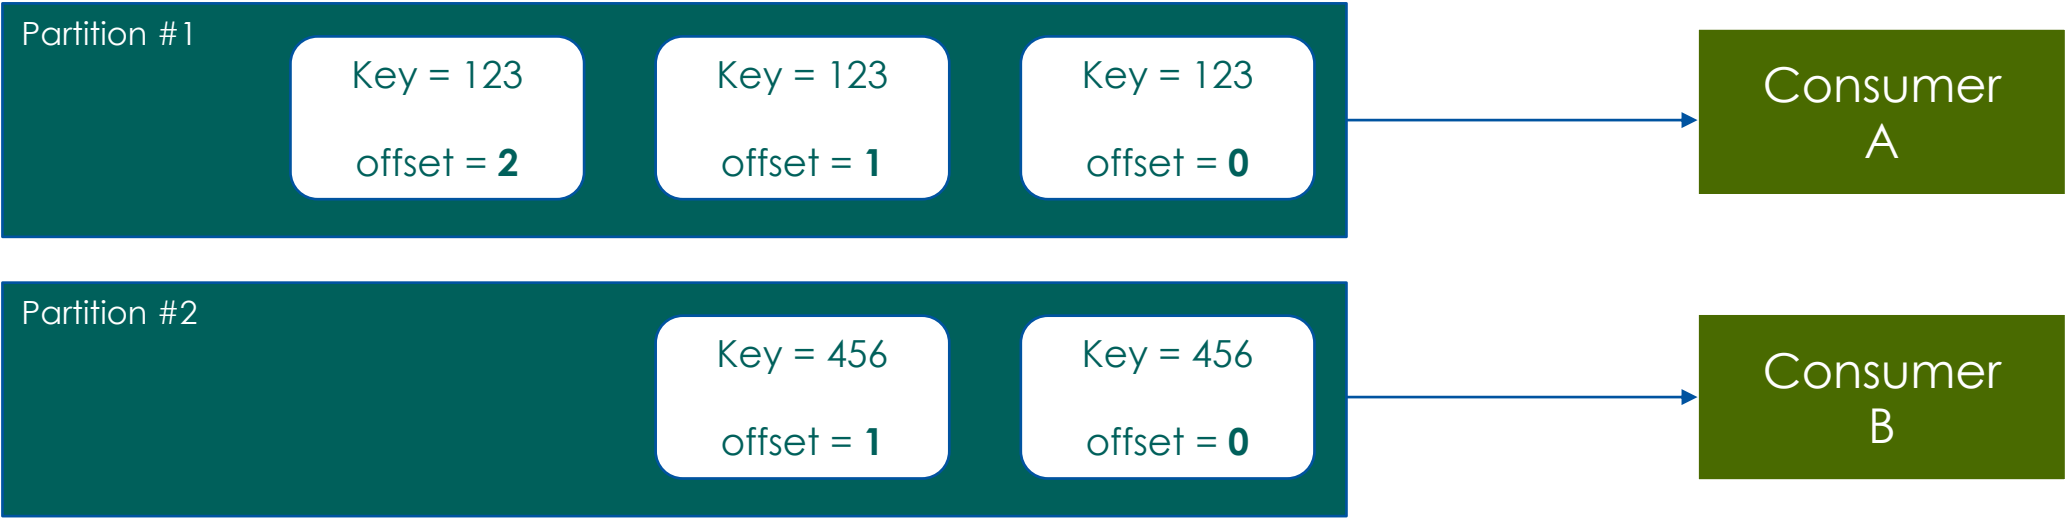 Partition #1
Key = 123
offset = 2
Key = 123
offset = 1
Key = 123
offset = 0
Consumer
A
Partition #2
Key = 456
offset = 1
Key = 456
offset = 0
Consumer
B